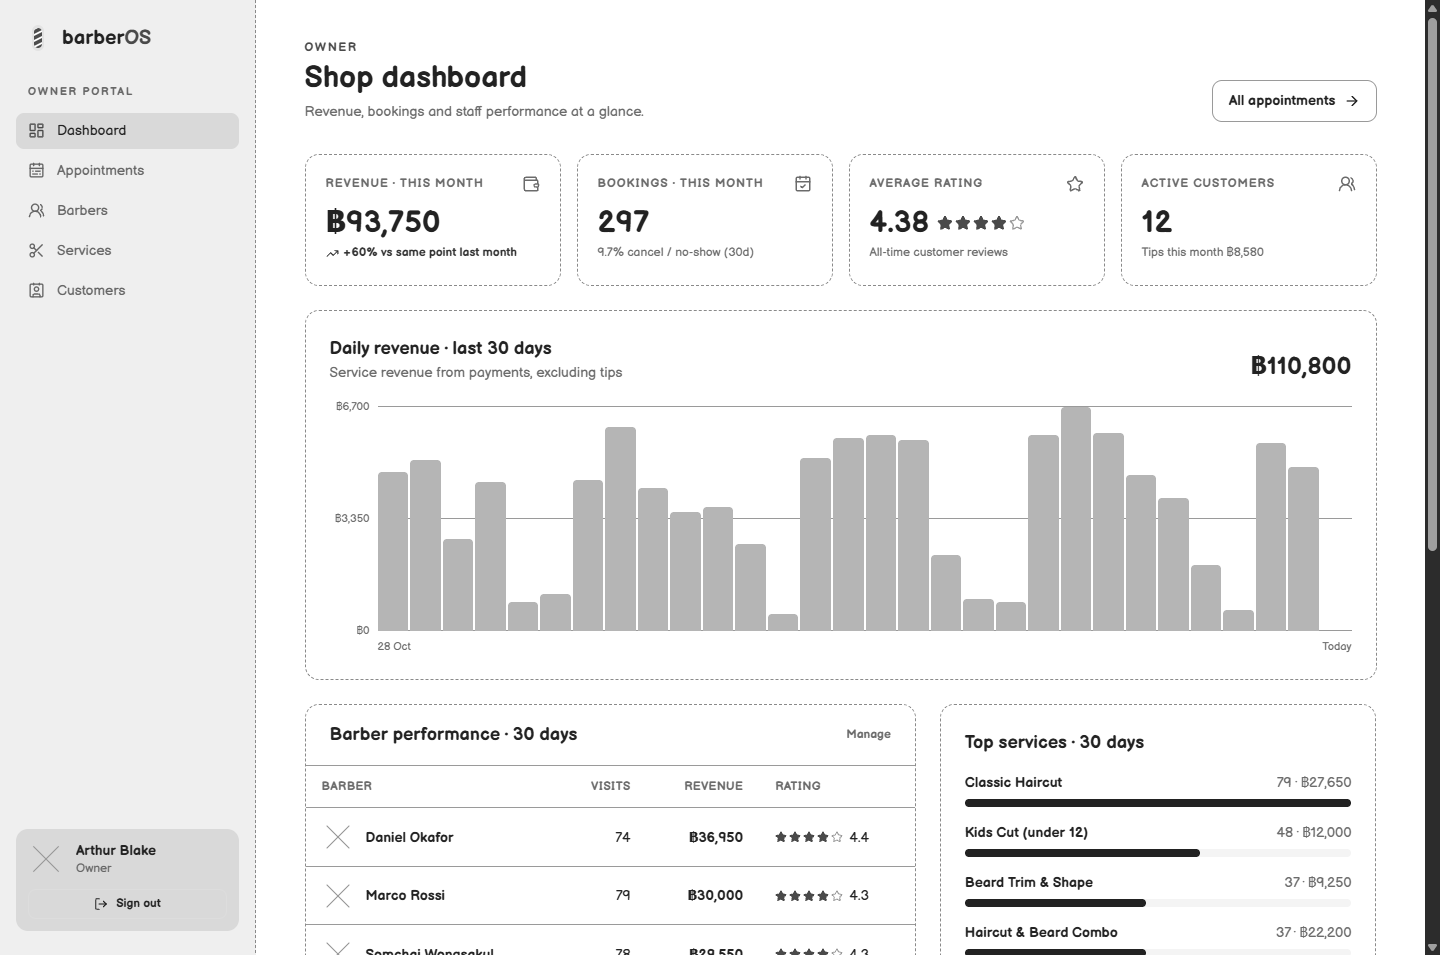 barberOS
OWNER PORTAL
Dashboard
Appointments
Barbers
Services
Customers
Arthur Blake
Owner
Sign out
OWNER
Shop dashboard
Revenue, bookings and staff performance at a glance.
All appointments
REVENUE · THIS MONTH
฿93,750
+60% vs same point last month
BOOKINGS · THIS MONTH
297
9.7% cancel / no-show (30d)
AVERAGE RATING
4.38
All-time customer reviews
ACTIVE CUSTOMERS
12
Tips this month ฿8,580
Daily revenue · last 30 days
Service revenue from payments, excluding tips
฿110,800
฿6,700
฿3,350
฿0
28 Oct
Today
Barber performance · 30 days
Manage
BARBER VISITS REVENUE RATING
Daniel Okafor 74 ฿36,950 4.4
Marco Rossi 79 ฿30,000 4.3
Somchai Wongsakul 78 ฿29,550 4.3
Top services · 30 days
Classic Haircut 79 · ฿27,650
Kids Cut (under 12) 48 · ฿12,000
Beard Trim & Shape 37 · ฿9,250
Haircut & Beard Combo 37 · ฿22,200